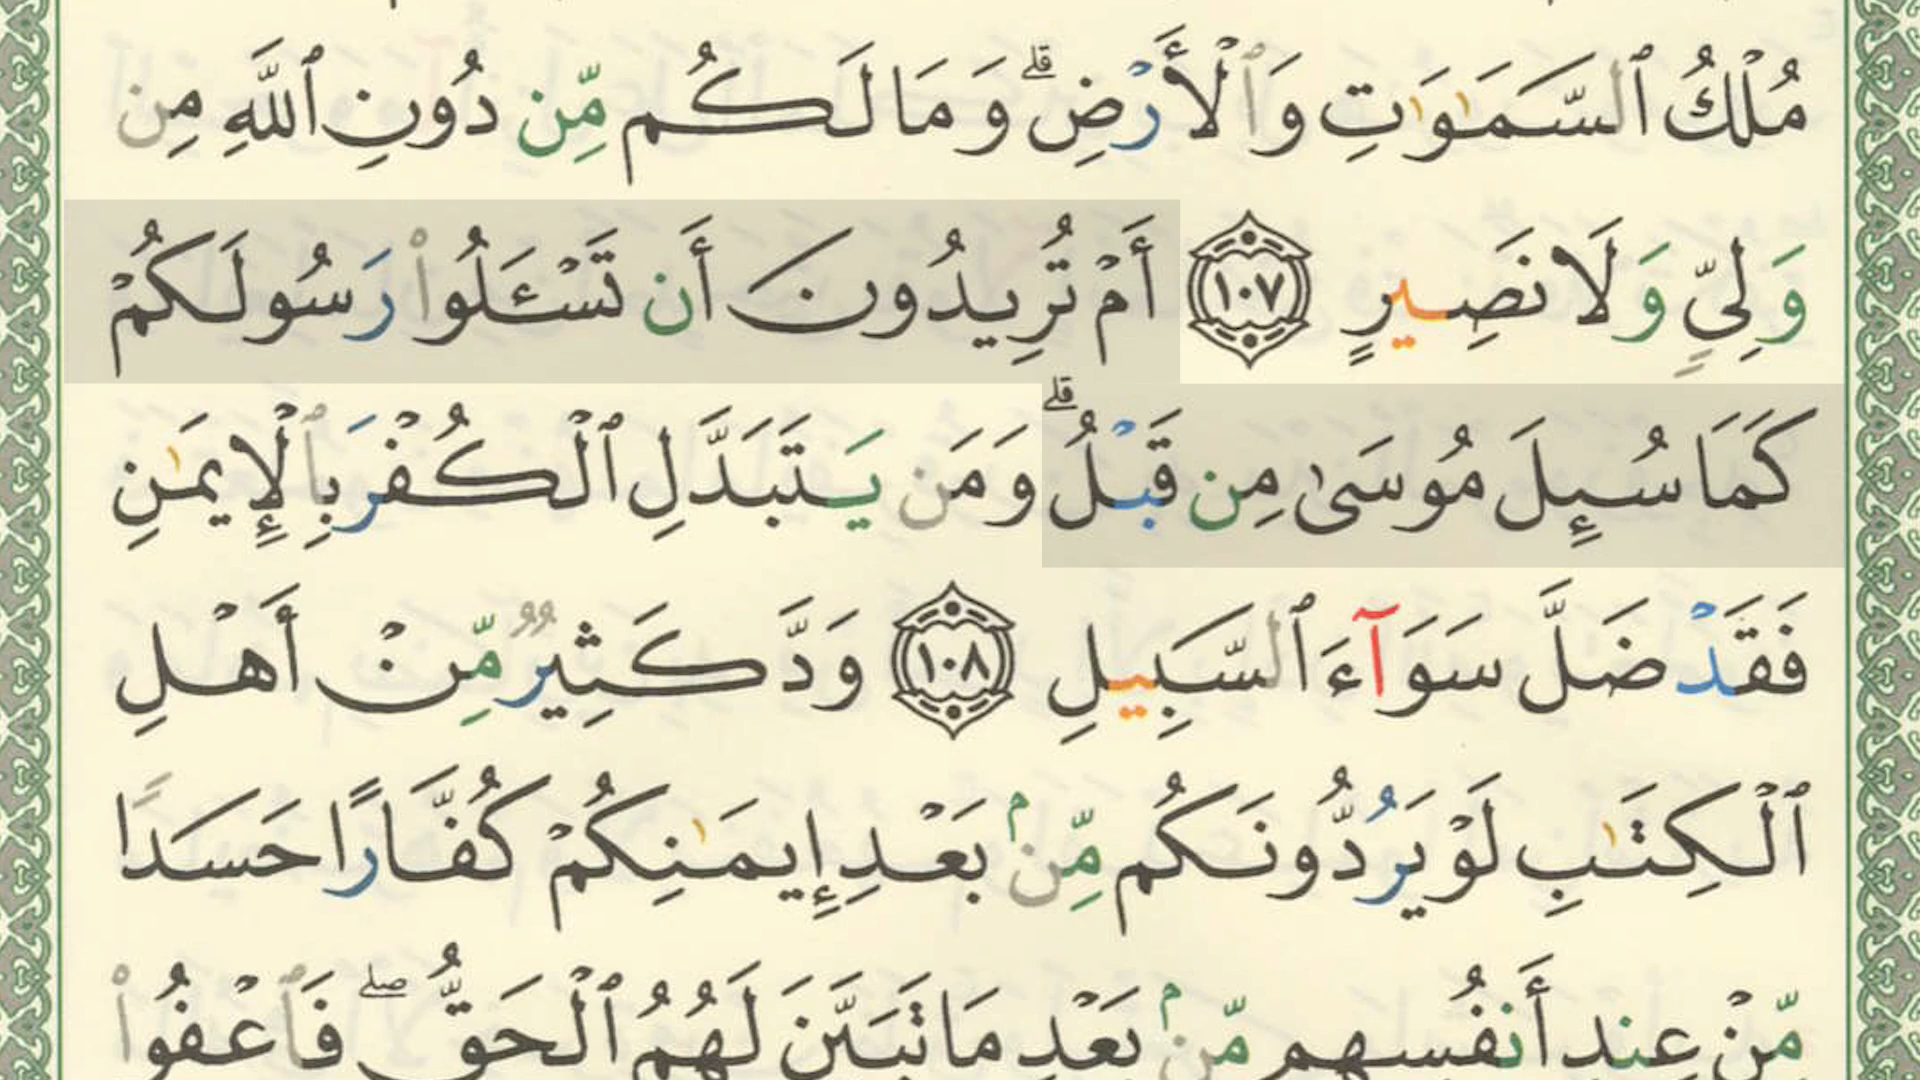 مُلْكُ ٱلسَّمَٰوَٰتِ وَٱلْأَرْضِ ۗ وَمَا لَكُم مِّن دُونِ ٱللَّهِ مِن
وَلِىٍّ وَلَا نَصِيرٍ ١٠٧ أَمْ تُرِيدُونَ أَن تَسْـَٔلُوا۟ رَسُولَكُمْ
كَمَا سُئِلَ مُوسَىٰ مِن قَبْلُ ۗ وَمَن يَتَبَدَّلِ ٱلْكُفْرَ بِٱلْإِيمَٰنِ
فَقَدْ ضَلَّ سَوَآءَ ٱلسَّبِيلِ ١٠٨ وَدَّ كَثِيرٌ مِّنْ أَهْلِ
ٱلْكِتَٰبِ لَوْ يَرُدُّونَكُم مِّنۢ بَعْدِ إِيمَٰنِكُمْ كُفَّارًا حَسَدًا
مِّنْ عِندِ أَنفُسِهِم مِّنۢ بَعْدِ مَا تَبَيَّنَ لَهُمُ ٱلْحَقُّ ۖ فَٱعْفُوا۟